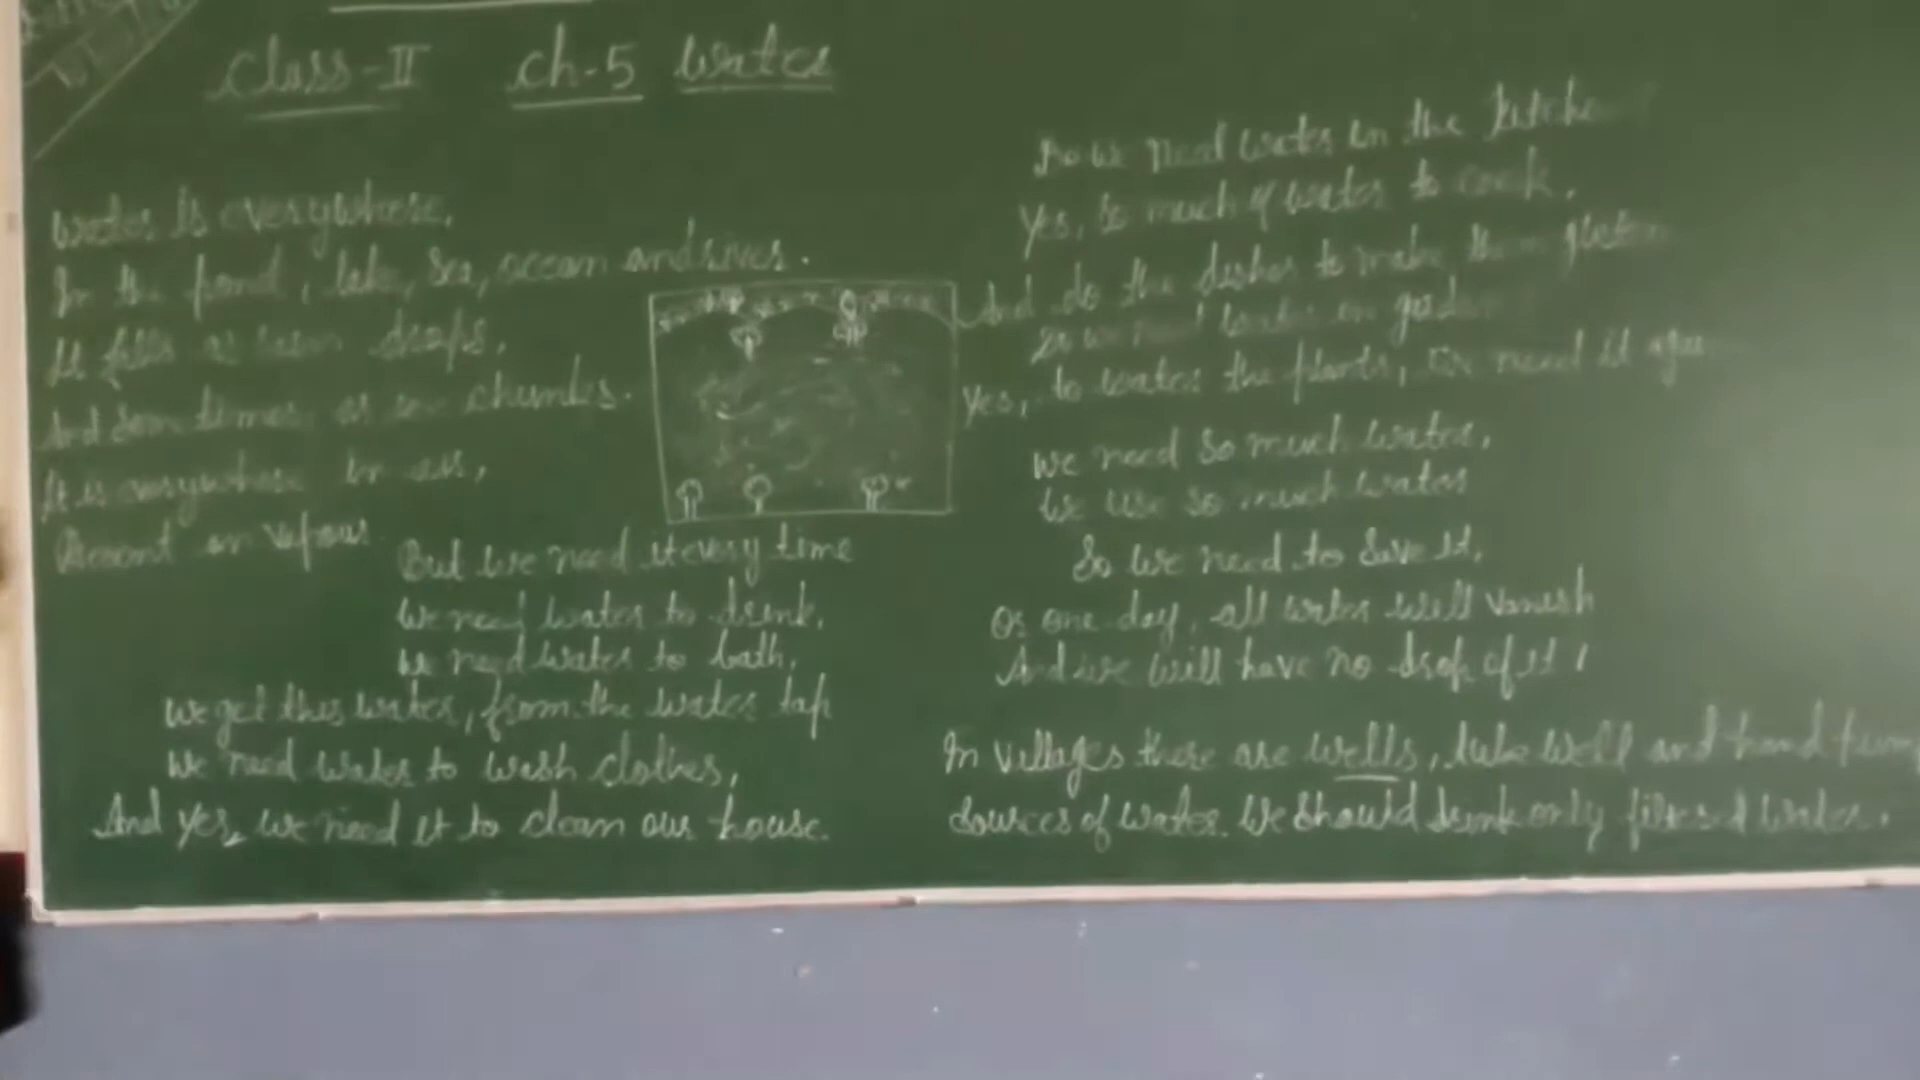 Class-II Ch-5 Water
Water is everywhere.
In the pond, lake, Sea, ocean and river.
It falls as drops,
And Sometimes as chumks.
It is everywhere in air,
on vapour
But we need it every time
We need water to drink,
We need water to bath,
We get this water, from the water tap
We need water to wash clothes,
And yes, we need it to clean our house.
we need water in the kitchen
Yes, So much of water to cook.
And do the dishes to make them
So we need water in
Yes, to water the plants, we need it
We need So much water,
We use so much water
So We need to Save it,
Or one day, all water will vanish
And we will have no drop of it!
In Villages there are wells, tube well and hand
Sources of water. We Should drink only filtered water.